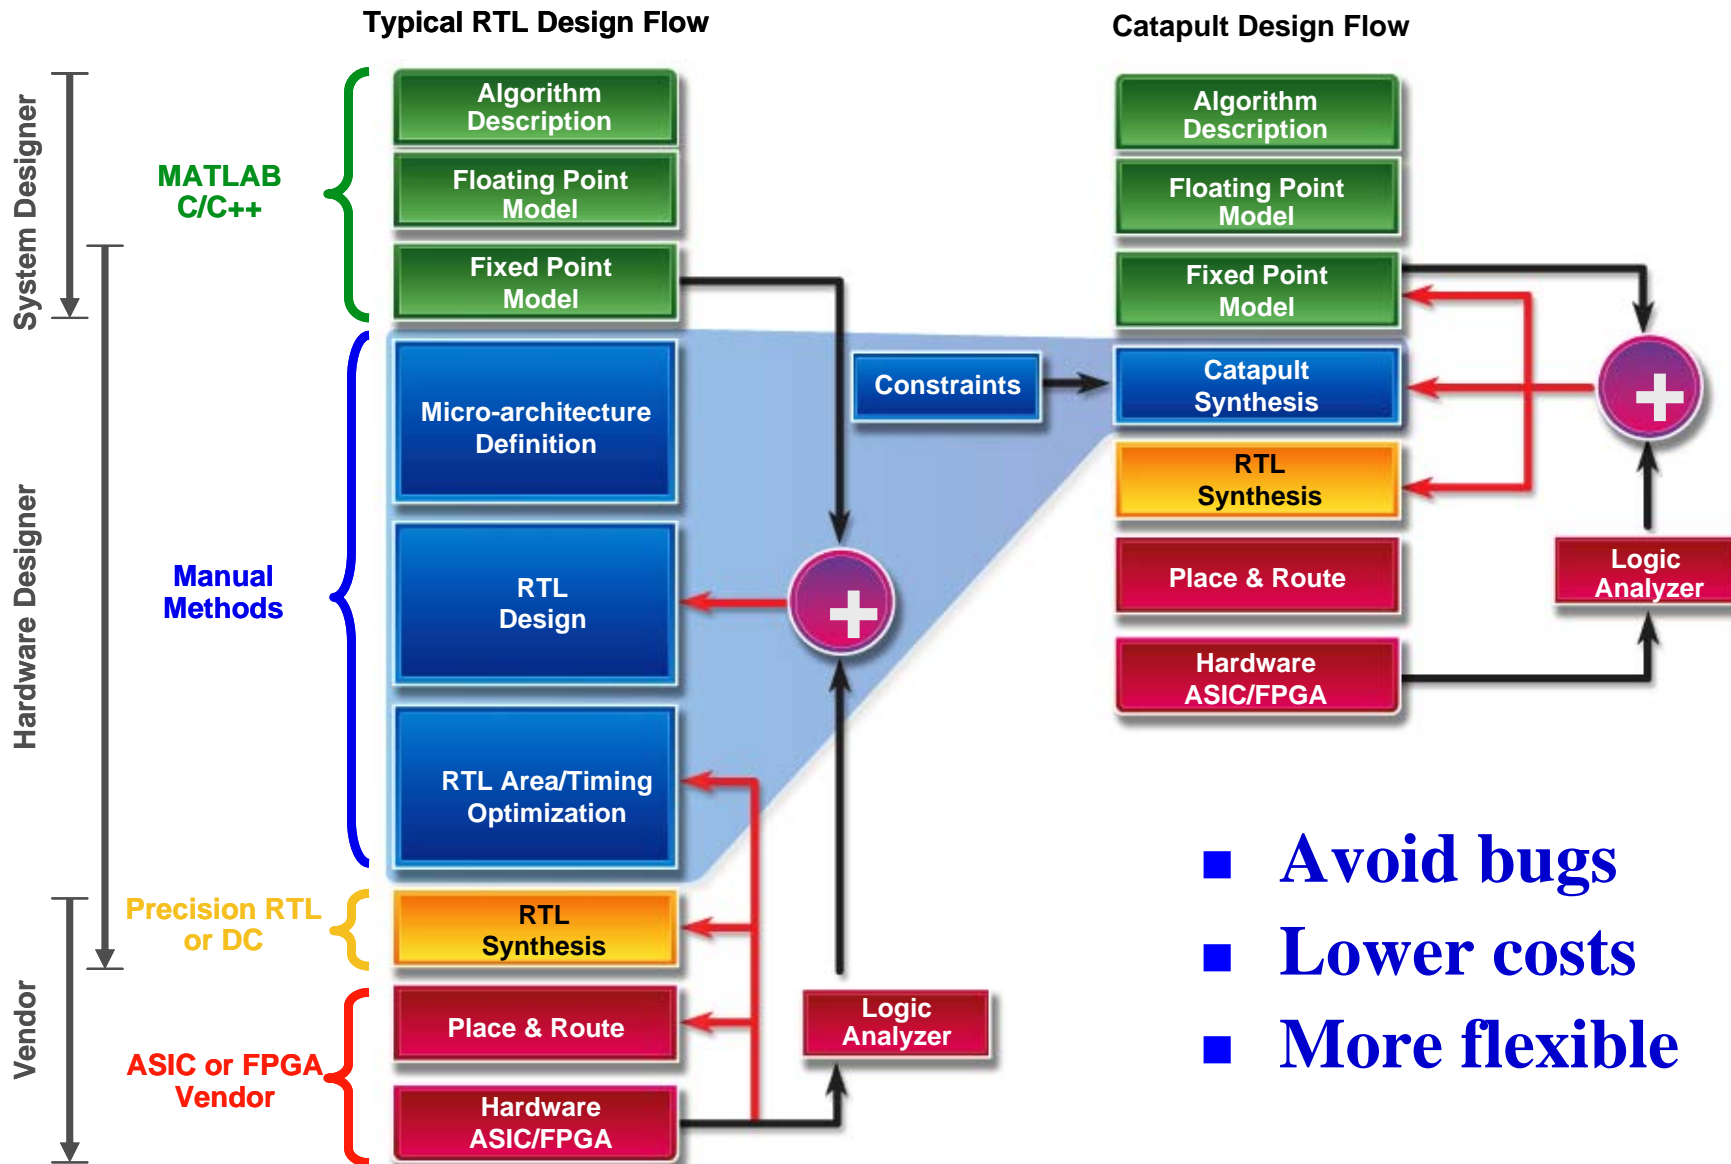 Typical RTL Design Flow
Catapult Design Flow
System Designer
Hardware Designer
Vendor
MATLAB
C/C++
Manual
Methods
Precision RTL
or DC
ASIC or FPGA
Vendor
Algorithm
Description
Floating Point
Model
Fixed Point
Model
Micro-architecture
Definition
RTL
Design
RTL Area/Timing
Optimization
RTL
Synthesis
Place & Route
Hardware
ASIC/FPGA
Logic
Analyzer
Constraints
Algorithm
Description
Floating Point
Model
Fixed Point
Model
Catapult
Synthesis
RTL
Synthesis
Place & Route
Hardware
ASIC/FPGA
Logic
Analyzer
Avoid bugs
Lower costs
More flexible